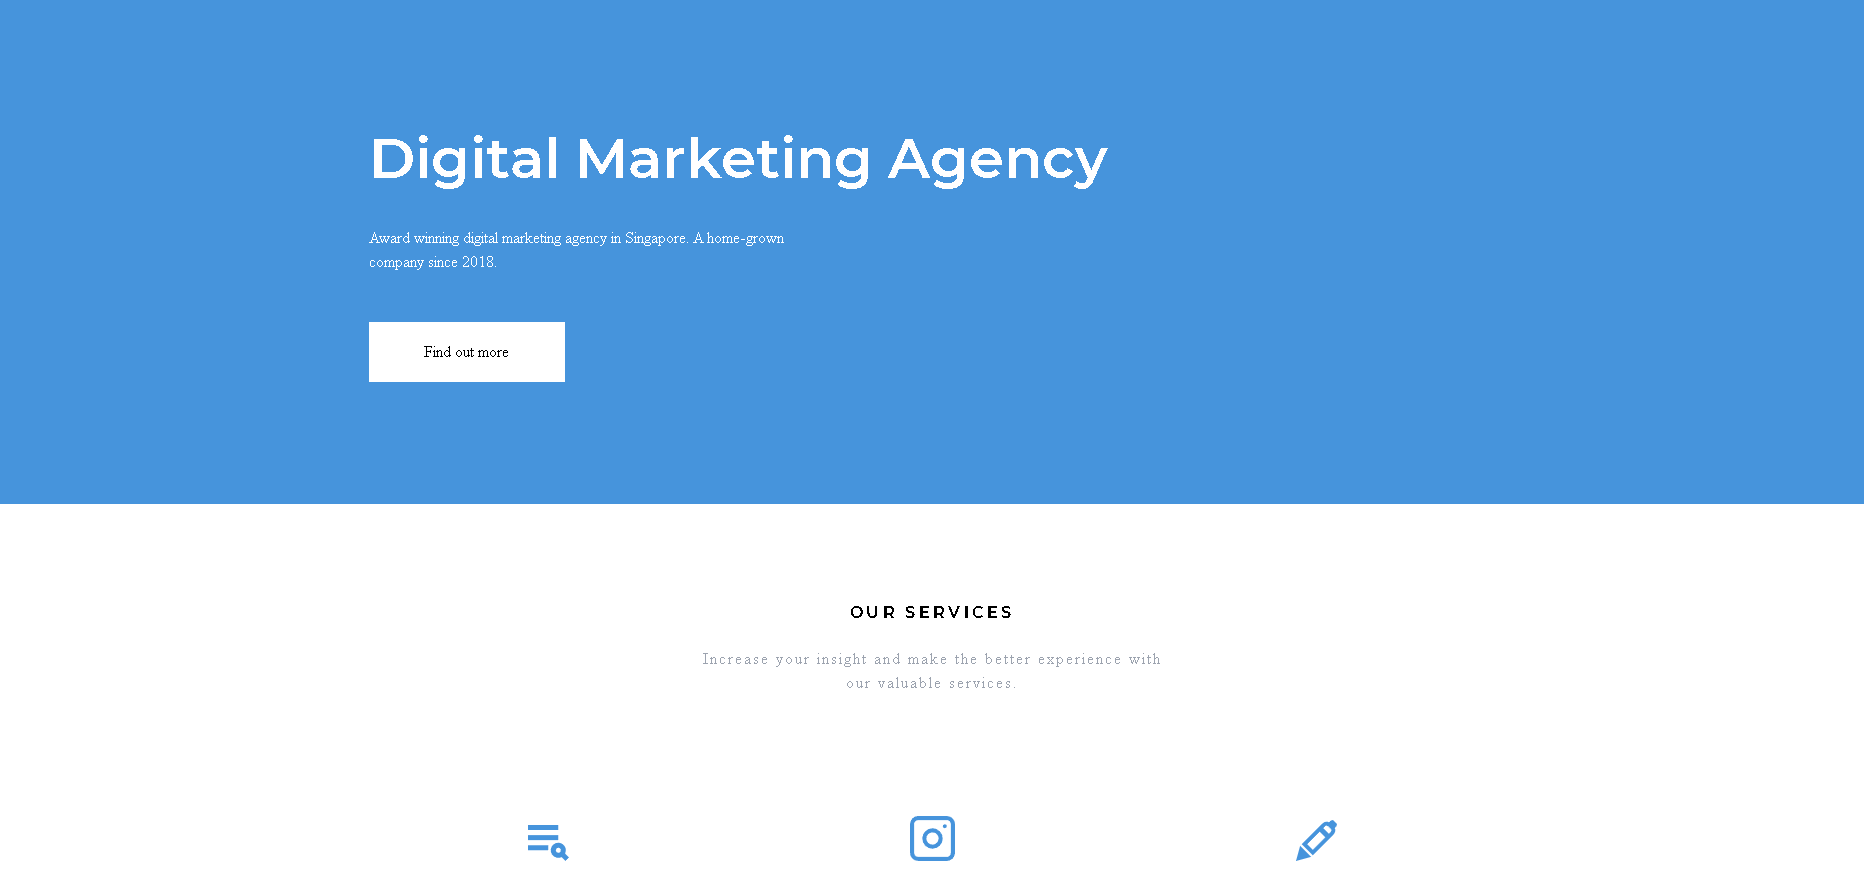 Digital Marketing Agency
Award winning digital marketing agency in Singapore. A home-grown
company since 2018.
Find out more
OUR SERVICES
Increase your insight and make the better experience with
our valuable services.